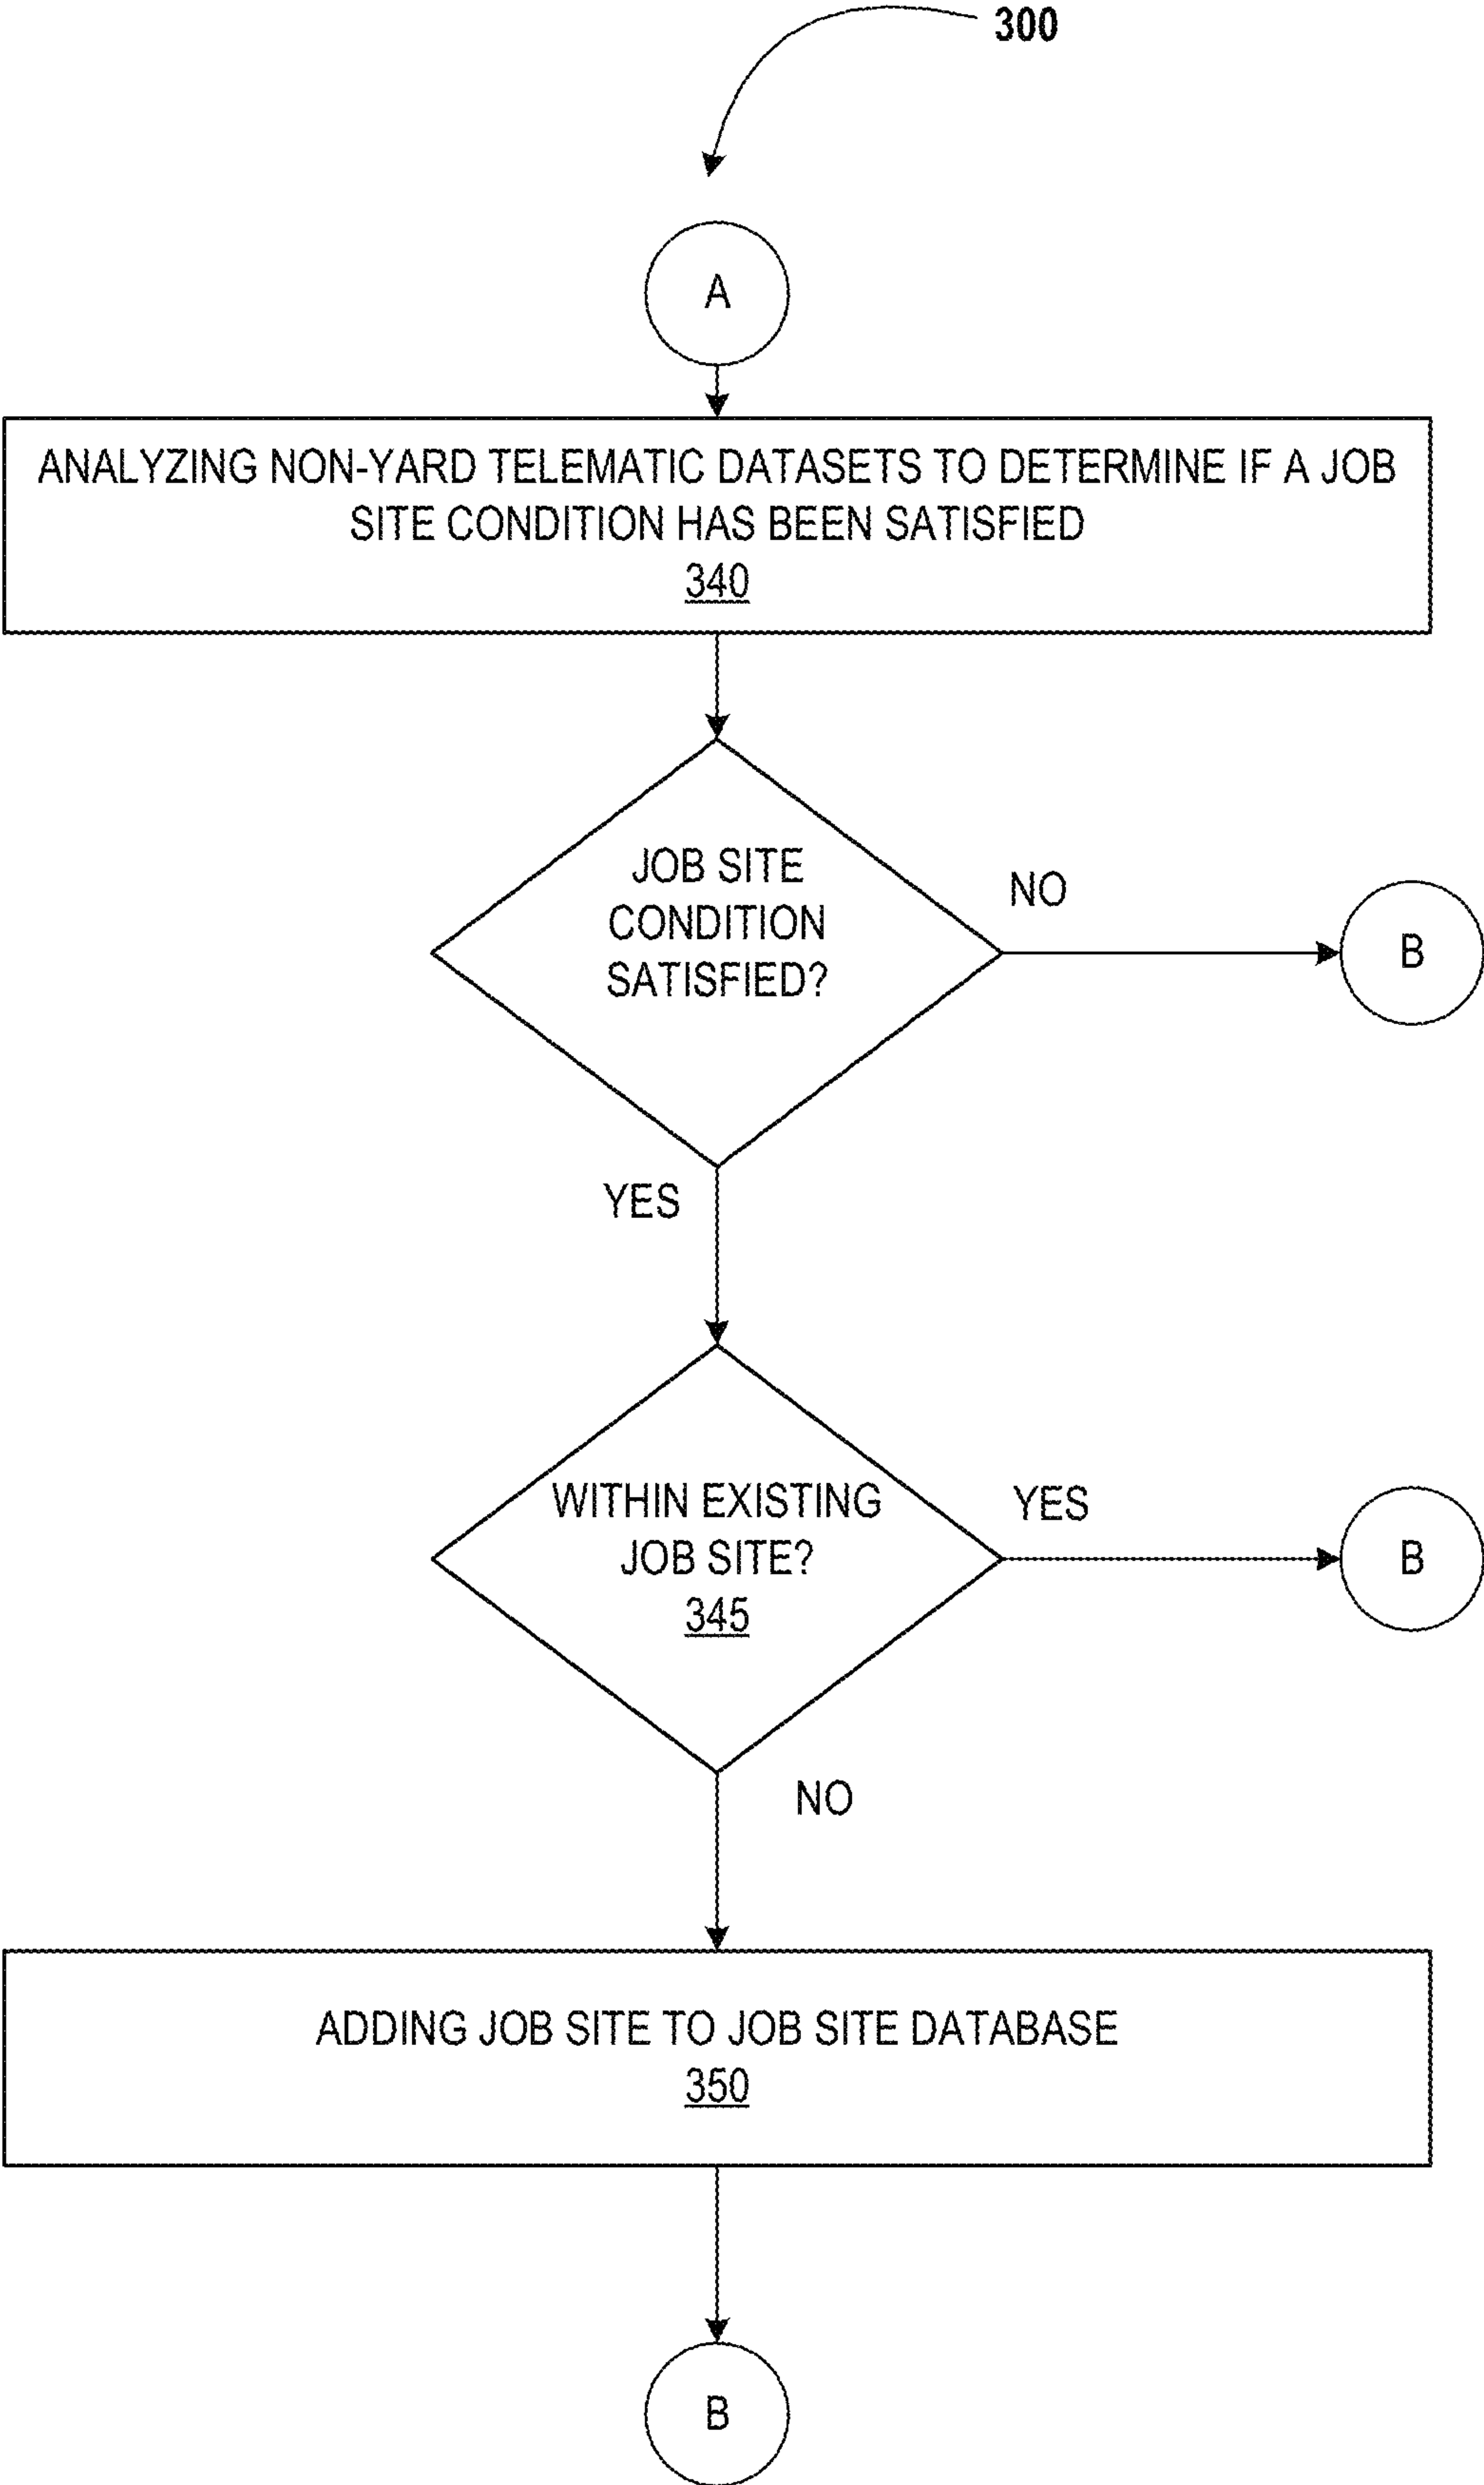 300
A
ANALYZING NON-YARD TELEMATIC DATASETS TO DETERMINE IF A JOB
SITE CONDITION HAS BEEN SATISFIED
340
JOB SITE
CONDITION
SATISFIED?
NO
B
YES
WITHIN EXISTING
JOB SITE?
345
YES
B
NO
ADDING JOB SITE TO JOB SITE DATABASE
350
B